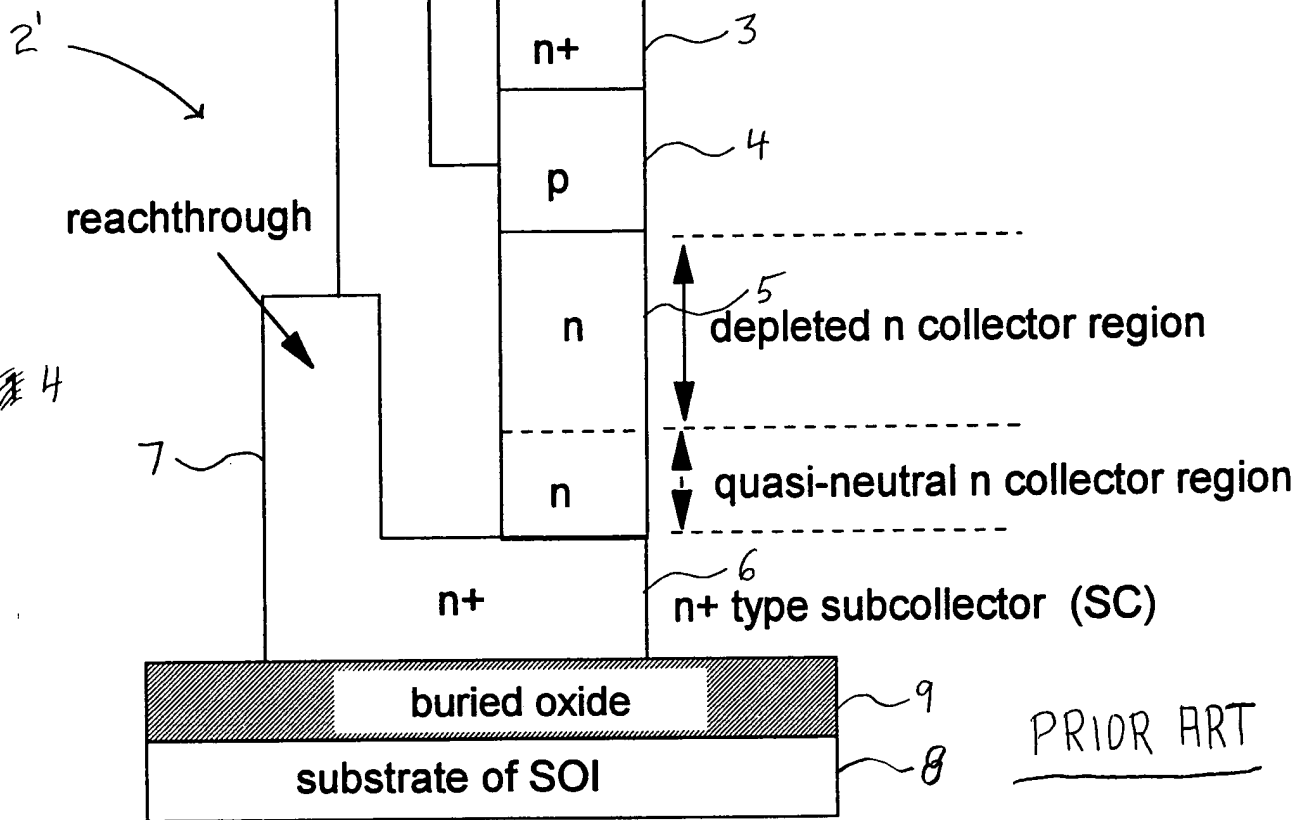 2'
n+
3
p
4
reachthrough
n
5
depleted n collector region
4
7
n
quasi-neutral n collector region
n+
6
n+ type subcollector (SC)
buried oxide
9
substrate of SOI
8
PRIOR ART